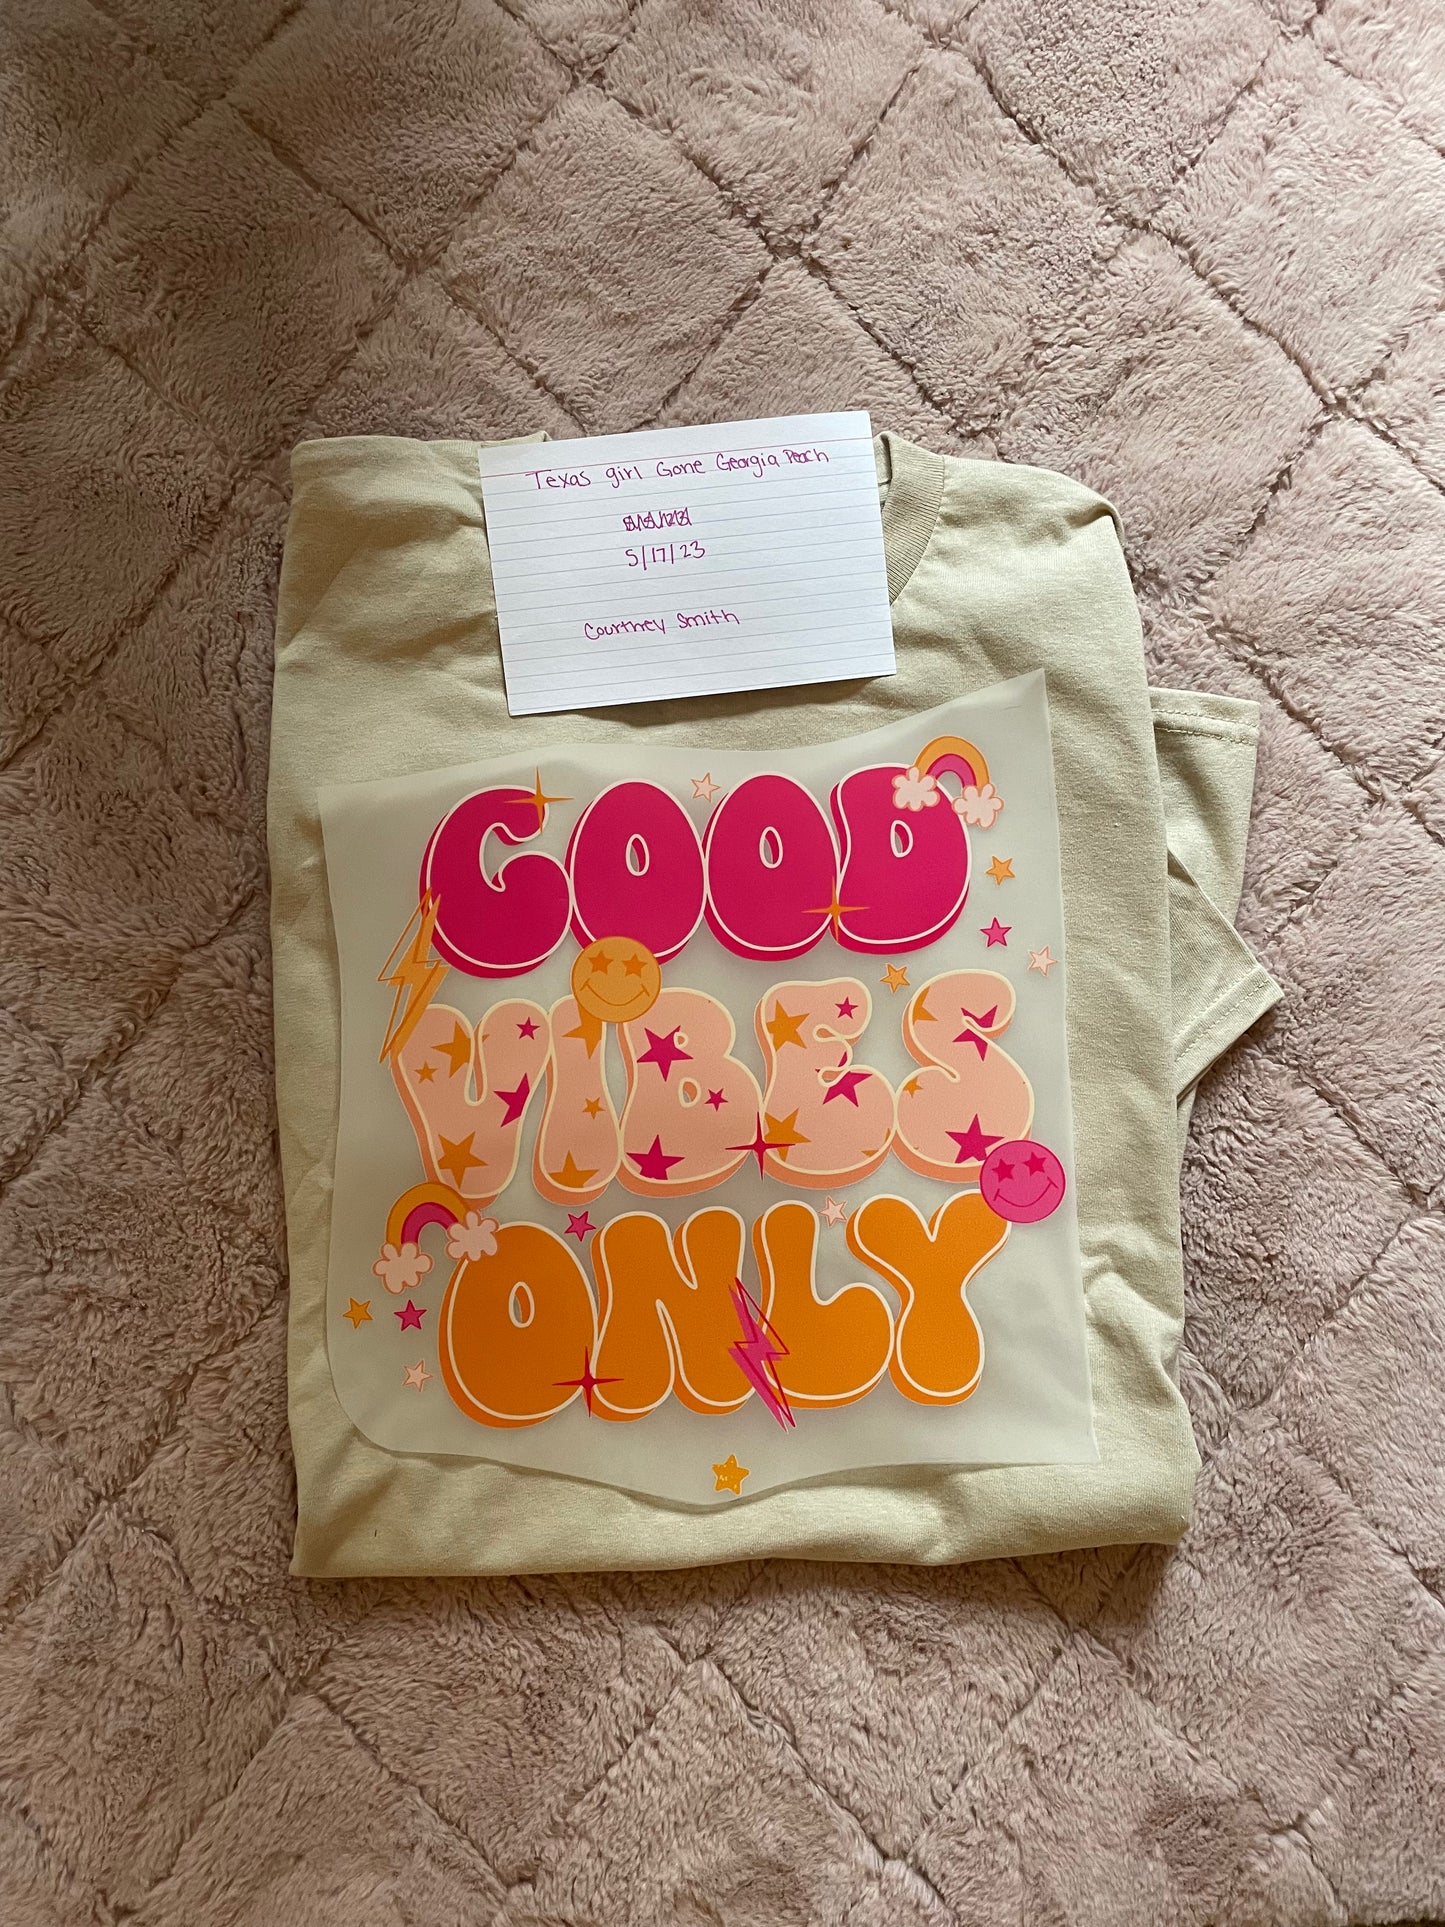 Texas girl Gone Georgia Peach
5/17/23
Courtney Smith
GOOD
VIBES
ONLY